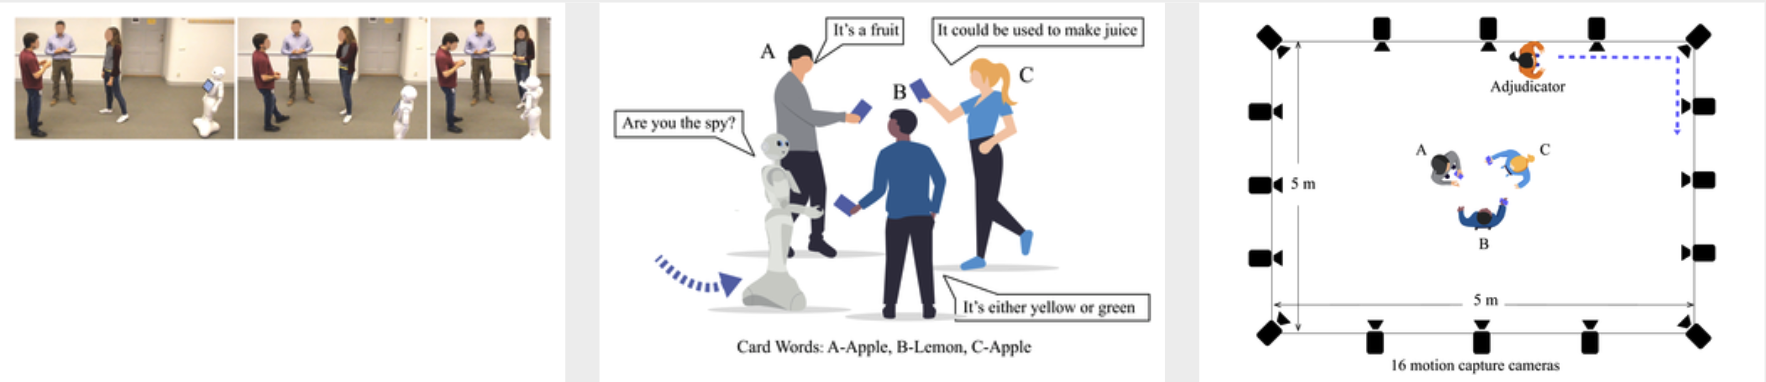 A
It's a fruit
It could be used to make juice
C
B
Are you the spy?
It's either yellow or green
Card Words: A-Apple, B-Lemon, C-Apple
Adjudicator
A
C
5 m
B
5 m
16 motion capture cameras